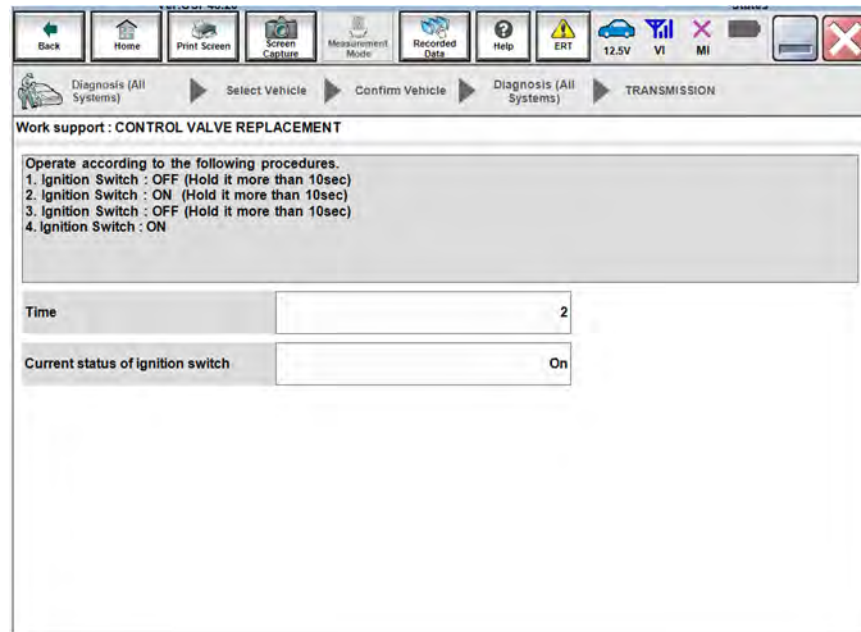 Back
Home
Print Screen
Screen
Capture
Measurement
Mode
Recorded
Data
Help
ERT
12.5V
VI
MI
Diagnosis (All
Systems)
Select Vehicle
Confirm Vehicle
Diagnosis (All
Systems)
TRANSMISSION
Work support : CONTROL VALVE REPLACEMENT
Operate according to the following procedures.
1. Ignition Switch : OFF (Hold it more than 10sec)
2. Ignition Switch : ON (Hold it more than 10sec)
3. Ignition Switch : OFF (Hold it more than 10sec)
4. Ignition Switch : ON
Time
2
Current status of ignition switch
On